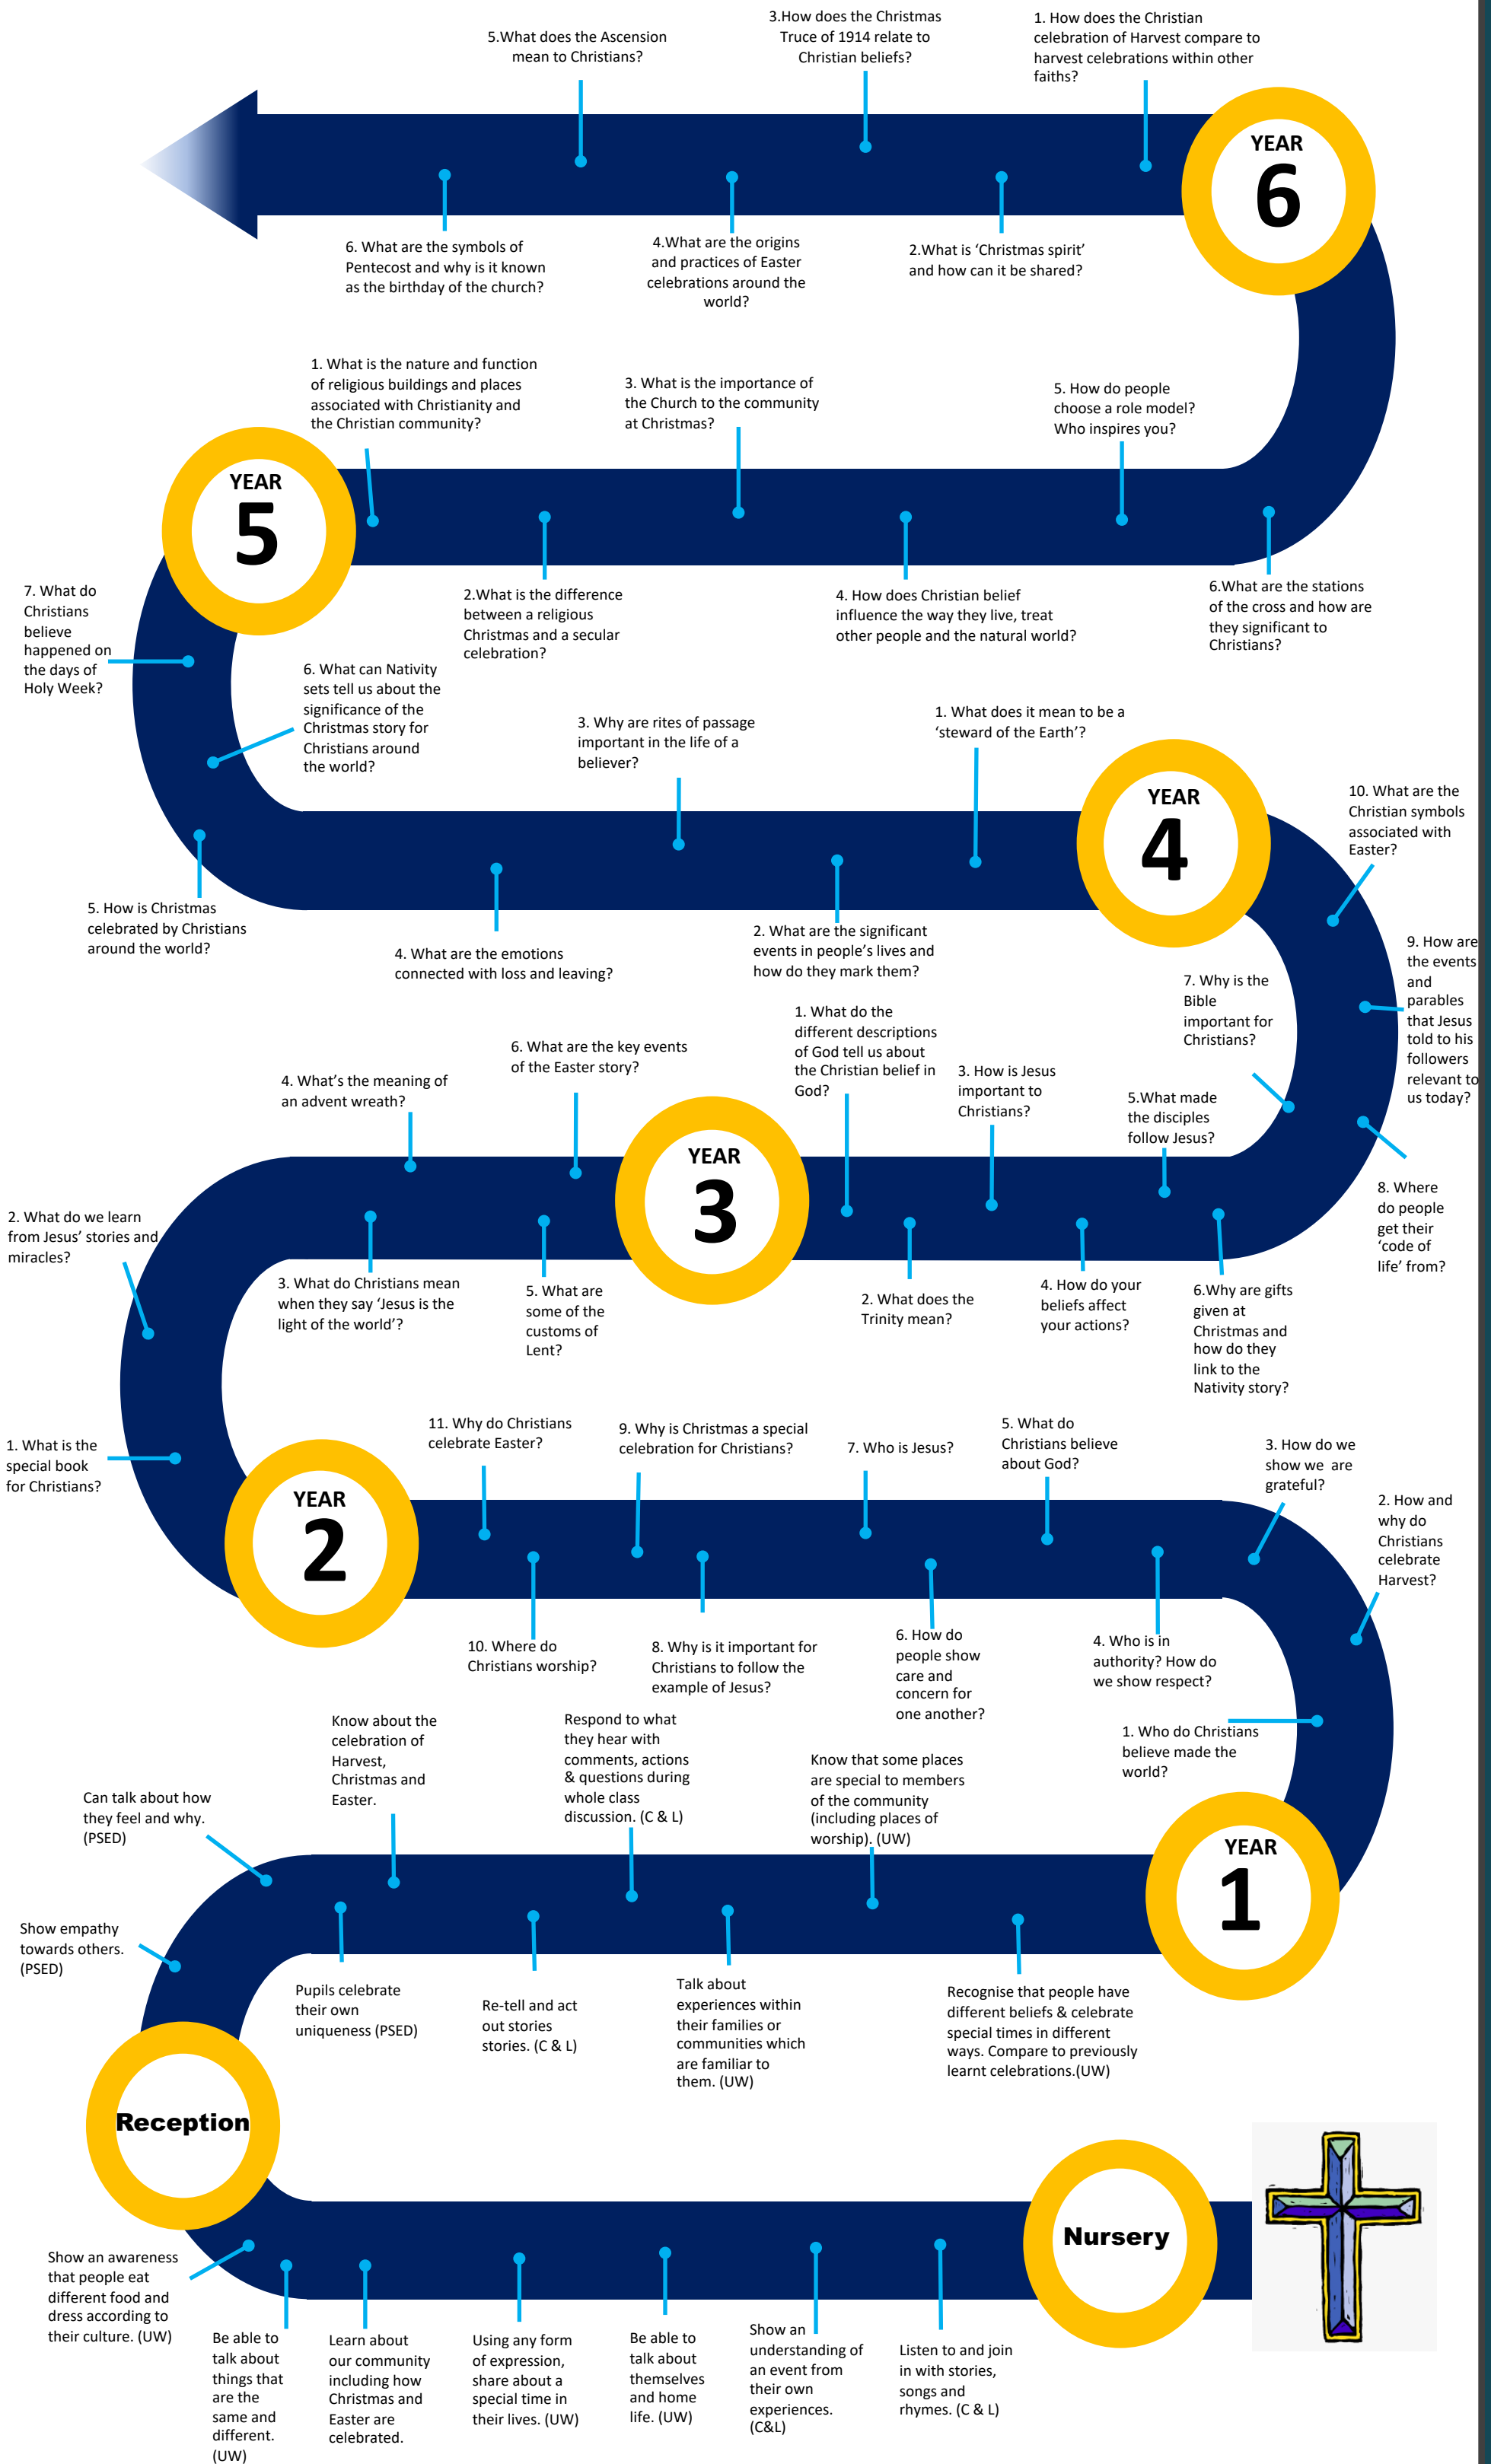 3.How does the Christmas
Truce of 1914 relate to
Christian beliefs?
1. How does the Christian
celebration of Harvest compare to
harvest celebrations within other
faiths?
5.What does the Ascension
mean to Christians?
YEAR
6
6. What are the symbols of
Pentecost and why is it known
as the birthday of the church?
4.What are the origins
and practices of Easter
celebrations around the
world?
2.What is ‘Christmas spirit’
and how can it be shared?
1. What is the nature and function
of religious buildings and places
associated with Christianity and
the Christian community?
3. What is the importance of
the Church to the community
at Christmas?
5. How do people
choose a role model?
Who inspires you?
YEAR
5
7. What do
Christians
believe
happened on
the days of
Holy Week?
2.What is the difference
between a religious
Christmas and a secular
celebration?
4. How does Christian belief
influence the way they live, treat
other people and the natural world?
6.What are the stations
of the cross and how are
they significant to
Christians?
6. What can Nativity
sets tell us about the
significance of the
Christmas story for
Christians around
the world?
3. Why are rites of passage
important in the life of a
believer?
1. What does it mean to be a
‘steward of the Earth’?
YEAR
4
10. What are the
Christian symbols
associated with
Easter?
5. How is Christmas
celebrated by Christians
around the world?
4. What are the emotions
connected with loss and leaving?
2. What are the significant
events in people’s lives and
how do they mark them?
9. How are
the events
and
parables
that Jesus
told to his
followers
relevant to
us today?
7. Why is the
Bible
important for
Christians?
1. What do the
different descriptions
of God tell us about
the Christian belief in
God?
6. What are the key events
of the Easter story?
3. How is Jesus
important to
Christians?
4. What’s the meaning of
an advent wreath?
5.What made
the disciples
follow Jesus?
YEAR
3
8. Where
do people
get their
‘code of
life’ from?
2. What do we learn
from Jesus’ stories and
miracles?
3. What do Christians mean
when they say ‘Jesus is the
light of the world’?
5. What are
some of the
customs of
Lent?
2. What does the
Trinity mean?
4. How do your
beliefs affect
your actions?
6.Why are gifts
given at
Christmas and
how do they
link to the
Nativity story?
1. What is the
special book
for Christians?
11. Why do Christians
celebrate Easter?
9. Why is Christmas a special
celebration for Christians?
7. Who is Jesus?
5. What do
Christians believe
about God?
3. How do we
show we  are
grateful?
2. How and
why do
Christians
celebrate
Harvest?
YEAR
2
10. Where do
Christians worship?
8. Why is it important for
Christians to follow the
example of Jesus?
6. How do
people show
care and
concern for
one another?
4. Who is in
authority? How do
we show respect?
1. Who do Christians
believe made the
world?
Know about the
celebration of
Harvest,
Christmas and
Easter.
Respond to what
they hear with
comments, actions
& questions during
whole class
discussion. (C & L)
Know that some places
are special to members
of the community
(including places of
worship). (UW)
Can talk about how
they feel and why.
(PSED)
YEAR
1
Show empathy
towards others.
(PSED)
Pupils celebrate
their own
uniqueness (PSED)
Re-tell and act
out stories
stories. (C & L)
Talk about
experiences within
their families or
communities which
are familiar to
them. (UW)
Recognise that people have
different beliefs & celebrate
special times in different
ways. Compare to previously
learnt celebrations.(UW)
Reception
Nursery
Show an awareness
that people eat
different food and
dress according to
their culture. (UW)
Be able to
talk about
things that
are the
same and
different.
(UW)
Learn about
our community
including how
Christmas and
Easter are
celebrated.
Using any form
of expression,
share about a
special time in
their lives. (UW)
Be able to
talk about
themselves
and home
life. (UW)
Show an
understanding of
an event from
their own
experiences.
(C&L)
Listen to and join
in with stories,
songs and
rhymes. (C & L)